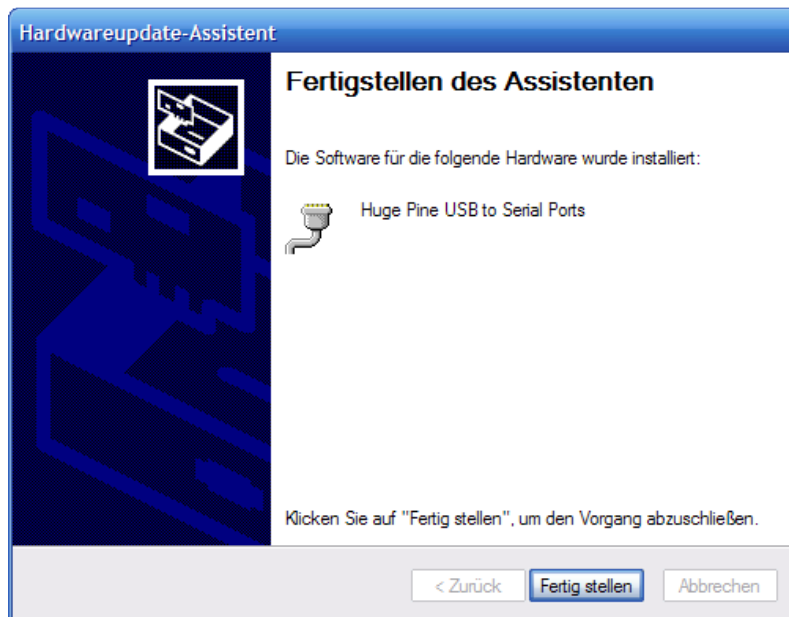 Hardwareupdate-Assistent
Fertigstellen des Assistenten
Die Software für die folgende Hardware wurde installiert:
Huge Pine USB to Serial Ports
Klicken Sie auf "Fertig stellen", um den Vorgang abzuschließen.
< Zurück Fertig stellen Abbrechen